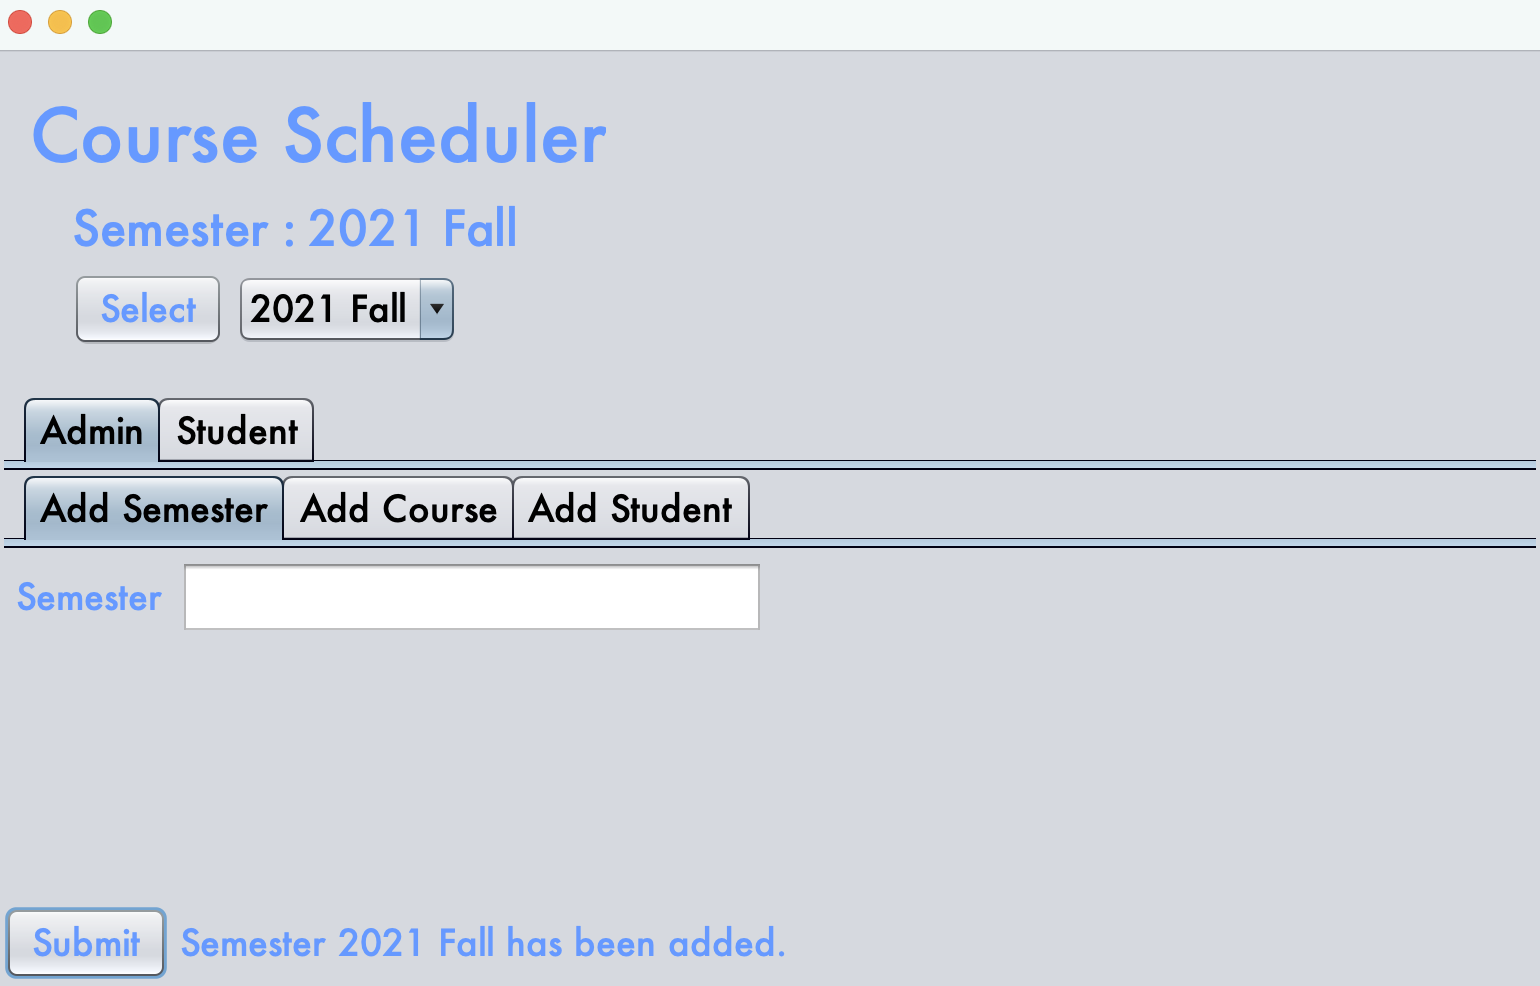 Course Scheduler
Semester : 2021 Fall
Select 2021 Fall
Admin Student
Add Semester Add Course Add Student
Semester
Submit Semester 2021 Fall has been added.